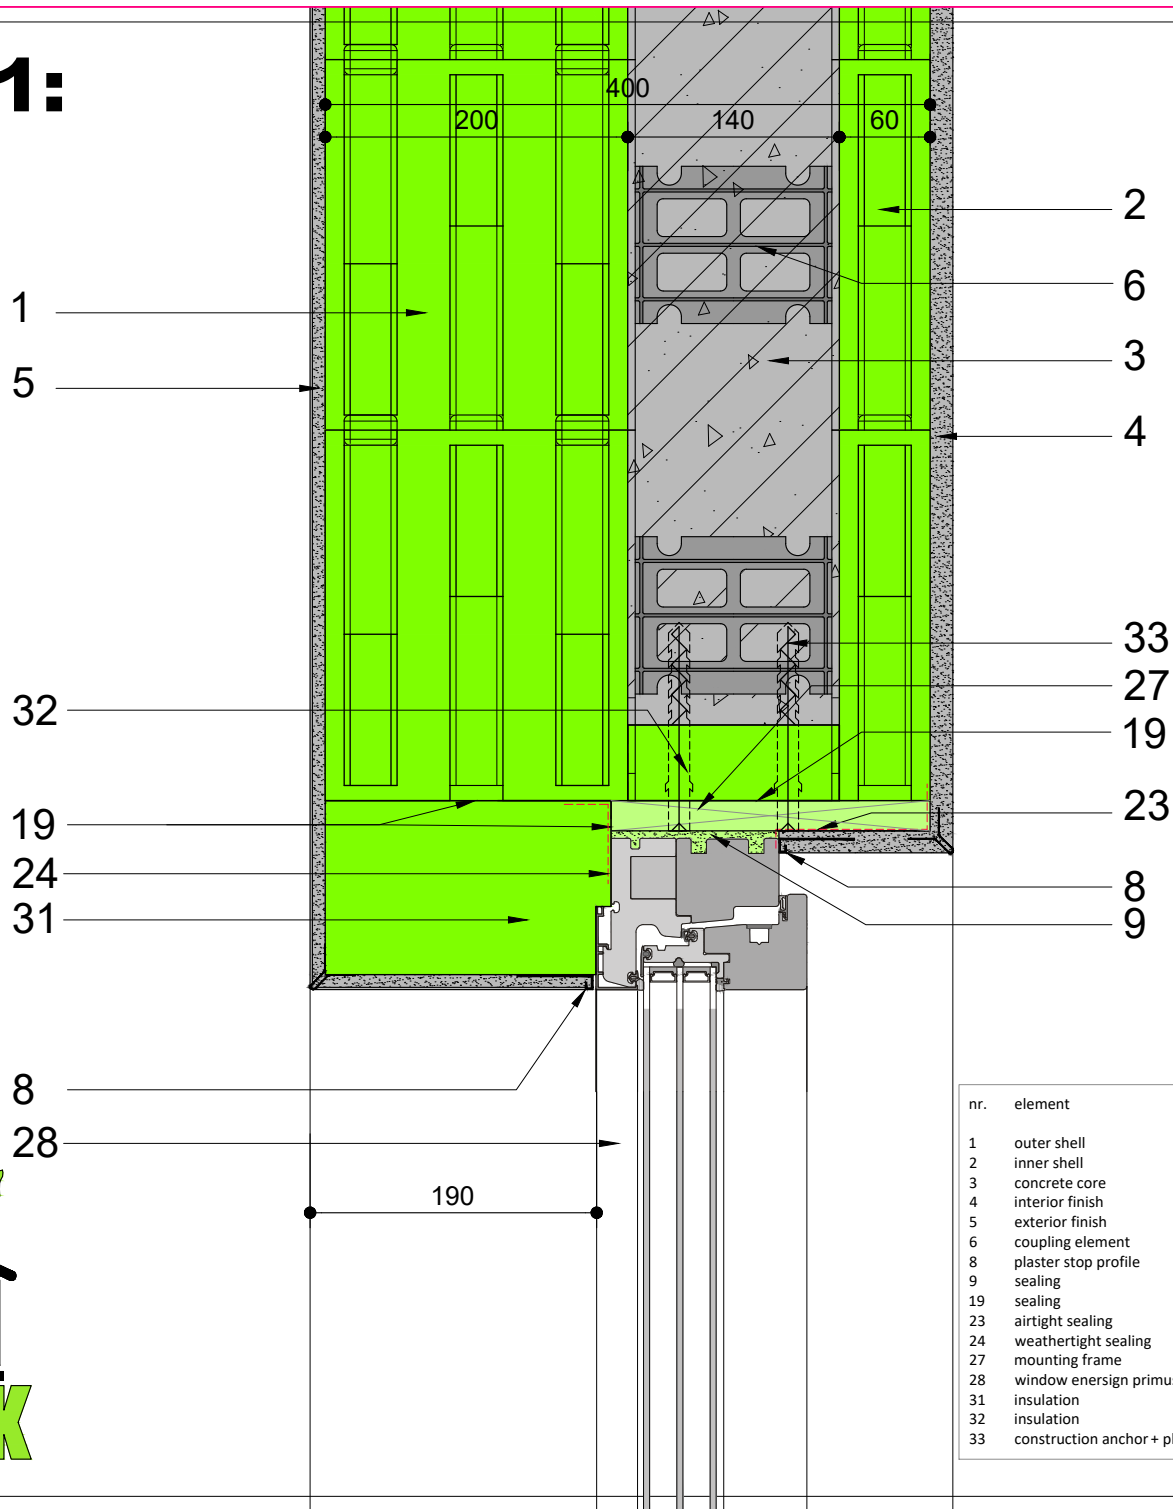 1:
400
200 140 60
2
6
1
3
5
4
33
27
32
19
23
19
24
8
31
9
8
28
190
K
nr. element
1 outer shell
2 inner shell
3 concrete core
4 interior finish
5 exterior finish
6 coupling element
8 plaster stop profile
9 sealing
19 sealing
23 airtight sealing
24 weathertight sealing
27 mounting frame
28 window enersign primu
31 insulation
32 insulation
33 construction anchor + pl